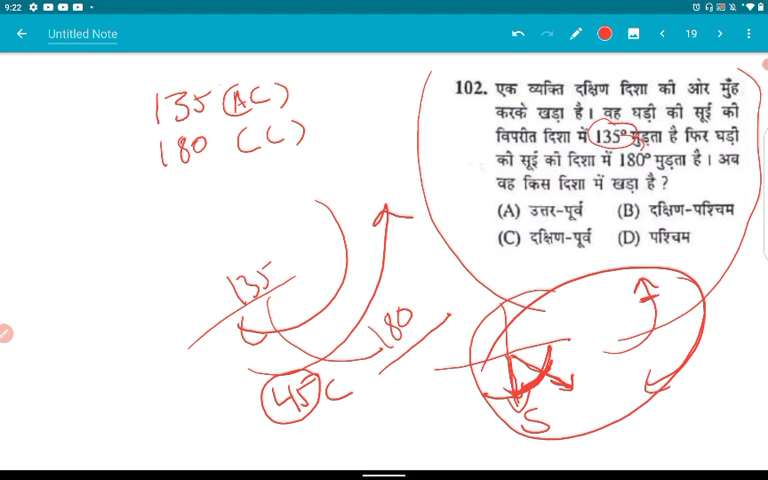 9:22
Untitled Note
19
135 (AC)
180 (C)
102. एक व्यक्ति दक्षिण दिशा की ओर मुँह
करके खड़ा है। वह घड़ी की सूई की
विपरीत दिशा में 135° मुड़ता है फिर घड़ी
की सूई की दिशा में 180° मुड़ता है। अब
वह किस दिशा में खड़ा है ?
(A) उत्तर-पूर्व (B) दक्षिण-पश्चिम
(C) दक्षिण-पूर्व (D) पश्चिम
135
180
45 C
S